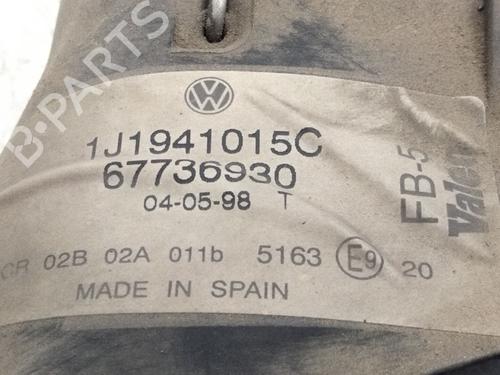 VW
1J1941015C
67736930
04-05-98 T
CR 02B 02A 011b 5163 E9 20
MADE IN SPAIN
FB-5
Valeo
B-PARTS